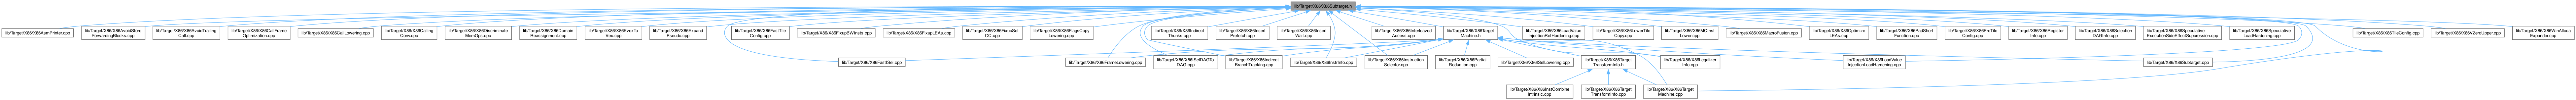 lib/Target/X86/X86Subtarget.h
lib/Target/X86/X86AsmPrinter.cpp
lib/Target/X86/X86AvoidStore
ForwardingBlocks.cpp
lib/Target/X86/X86AvoidTrailing
Call.cpp
lib/Target/X86/X86CallFrame
Optimization.cpp
lib/Target/X86/X86CallLowering.cpp
lib/Target/X86/X86Calling
Conv.cpp
lib/Target/X86/X86Discriminate
MemOps.cpp
lib/Target/X86/X86Domain
Reassignment.cpp
lib/Target/X86/X86EvexTo
Vex.cpp
lib/Target/X86/X86Expand
Pseudo.cpp
lib/Target/X86/X86FastTile
Config.cpp
lib/Target/X86/X86FixupBWInsts.cpp
lib/Target/X86/X86FixupLEAs.cpp
lib/Target/X86/X86FixupSet
CC.cpp
lib/Target/X86/X86FlagsCopy
Lowering.cpp
lib/Target/X86/X86Indirect
Thunks.cpp
lib/Target/X86/X86Insert
Prefetch.cpp
lib/Target/X86/X86Insert
Wait.cpp
lib/Target/X86/X86Interleaved
Access.cpp
lib/Target/X86/X86Target
Machine.h
lib/Target/X86/X86LoadValue
InjectionRetHardening.cpp
lib/Target/X86/X86LowerTile
Copy.cpp
lib/Target/X86/X86MCInst
Lower.cpp
lib/Target/X86/X86MacroFusion.cpp
lib/Target/X86/X86Optimize
LEAs.cpp
lib/Target/X86/X86PadShort
Function.cpp
lib/Target/X86/X86PreTile
Config.cpp
lib/Target/X86/X86Register
Info.cpp
lib/Target/X86/X86Selection
DAGInfo.cpp
lib/Target/X86/X86Speculative
ExecutionSideEffectSuppression.cpp
lib/Target/X86/X86Speculative
LoadHardening.cpp
lib/Target/X86/X86TileConfig.cpp
lib/Target/X86/X86VZeroUpper.cpp
lib/Target/X86/X86WinAlloca
Expander.cpp
lib/Target/X86/X86FastISel.cpp
lib/Target/X86/X86FrameLowering.cpp
lib/Target/X86/X86ISelDAGTo
DAG.cpp
lib/Target/X86/X86Indirect
BranchTracking.cpp
lib/Target/X86/X86InstrInfo.cpp
lib/Target/X86/X86Instruction
Selector.cpp
lib/Target/X86/X86Partial
Reduction.cpp
lib/Target/X86/X86ISelLowering.cpp
lib/Target/X86/X86Target
TransformInfo.h
lib/Target/X86/X86Legalizer
Info.cpp
lib/Target/X86/X86LoadValue
InjectionLoadHardening.cpp
lib/Target/X86/X86Subtarget.cpp
lib/Target/X86/X86InstCombine
Intrinsic.cpp
lib/Target/X86/X86Target
TransformInfo.cpp
lib/Target/X86/X86Target
Machine.cpp